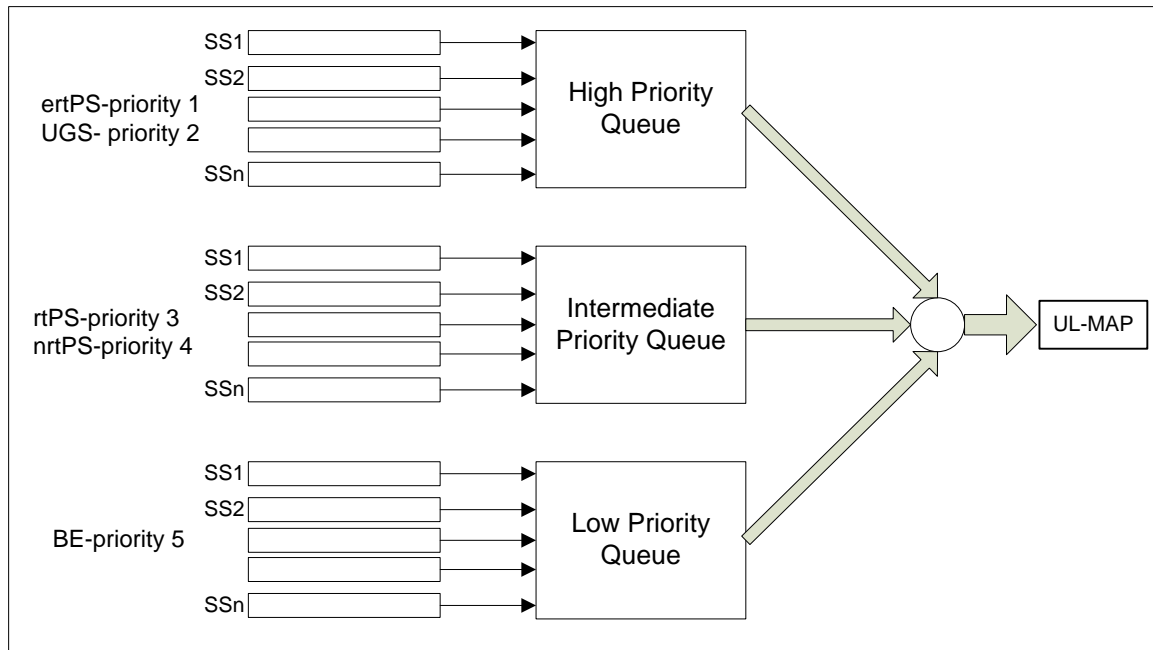 SS1
SS2
ertPS-priority 1
UGS- priority 2
SSn
High Priority
Queue
SS1
SS2
rtPS-priority 3
nrtPS-priority 4
SSn
Intermediate
Priority Queue
UL-MAP
SS1
SS2
BE-priority 5
SSn
Low Priority
Queue